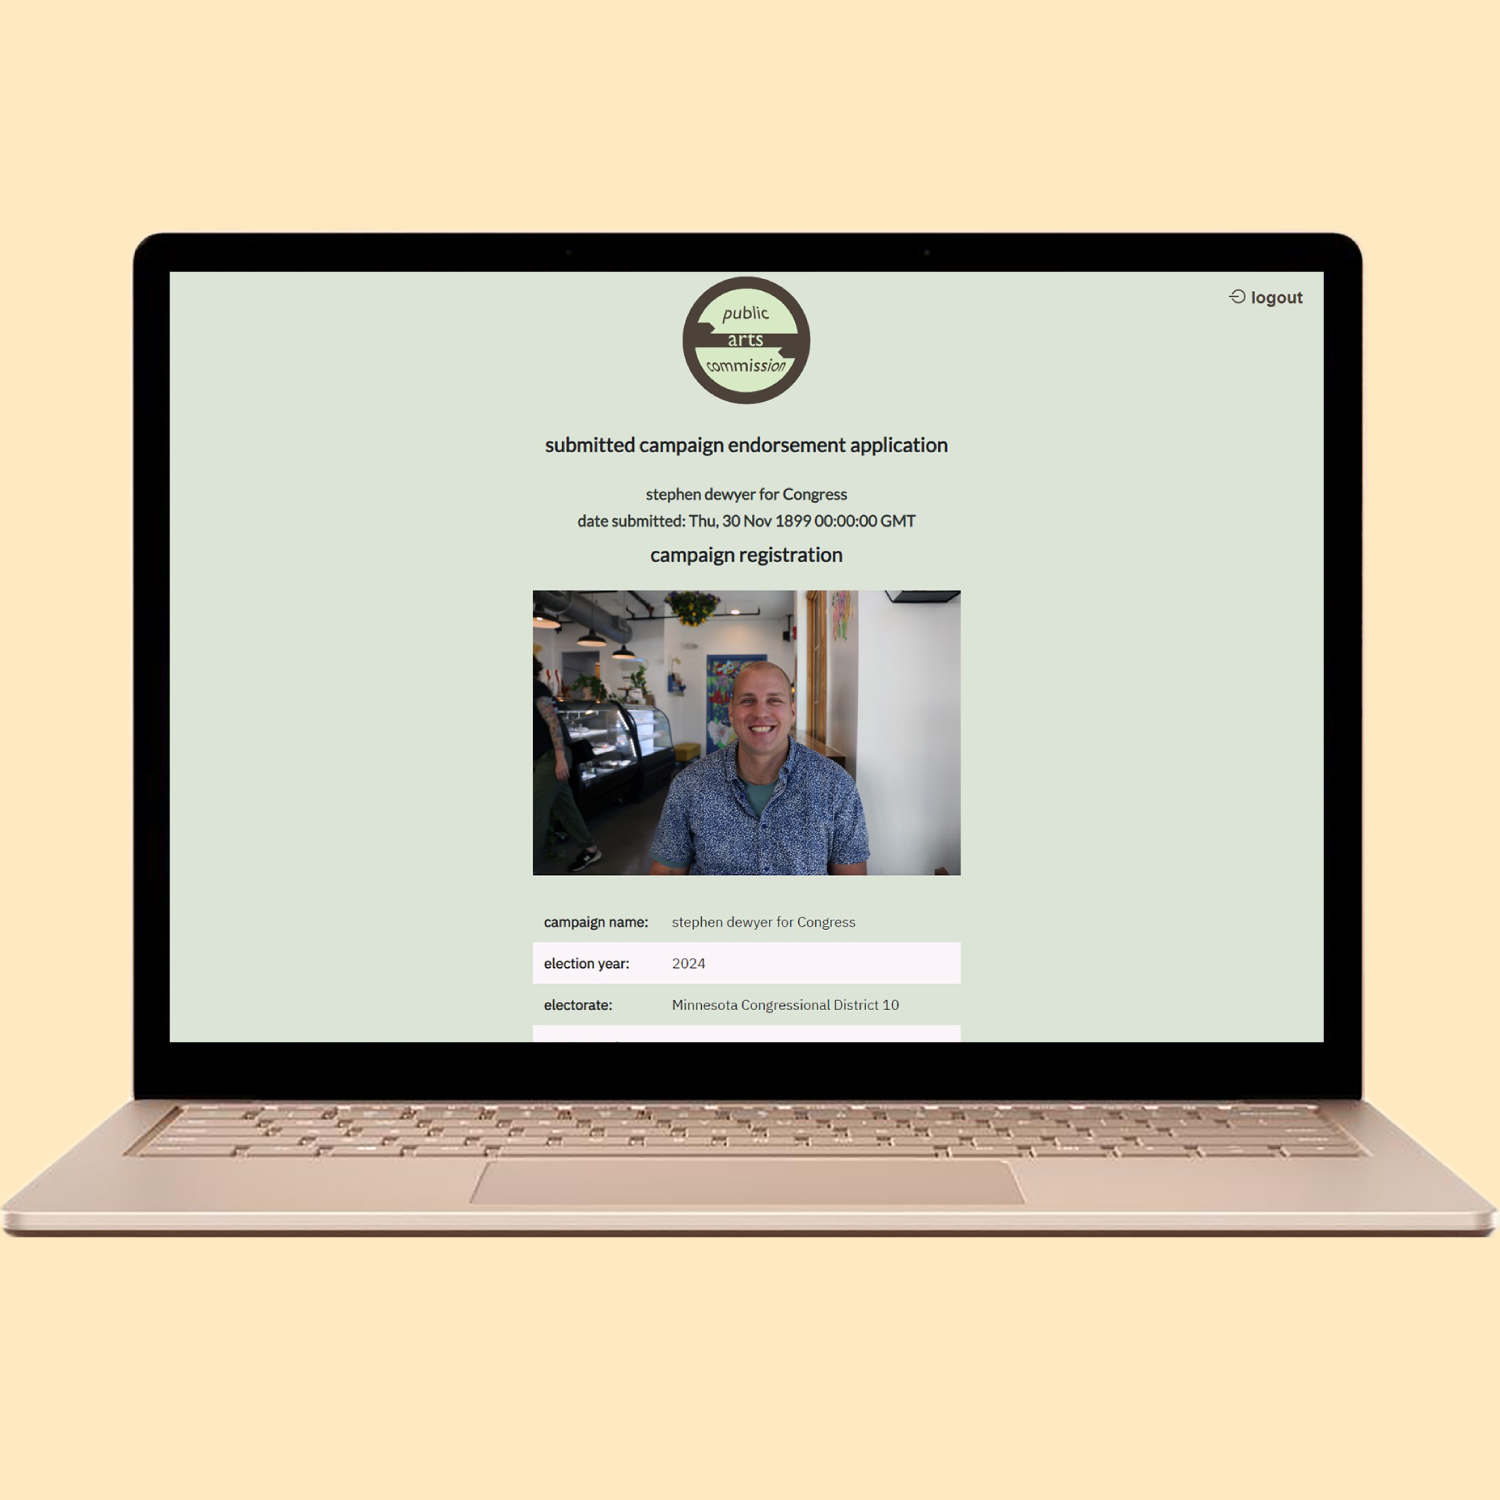 public
arts
commission
logout
submitted campaign endorsement application
stephen dewyer for Congress
date submitted: Thu, 30 Nov 1899 00:00:00 GMT
campaign registration
campaign name: stephen dewyer for Congress
election year: 2024
electorate: Minnesota Congressional District 10